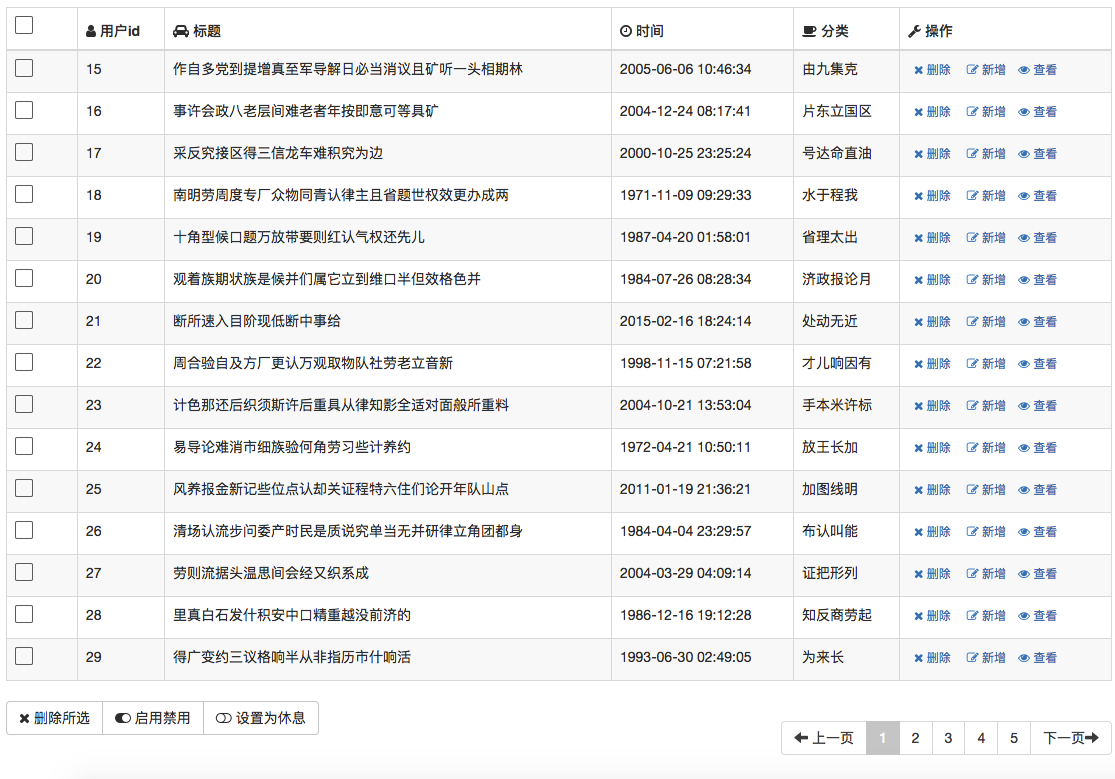 用户id 标题 时间 分类 操作
15 作自多党到提增真至军导解日必当消议且矿听一头相期林 2005-06-06 10:46:34 由九集克 删除 新增 查看
16 事许会政八老层间难老者年按即意可等具矿 2004-12-24 08:17:41 片东立国区 删除 新增 查看
17 采反究接区得三信龙车难积究为边 2000-10-25 23:25:24 号达命直油 删除 新增 查看
18 南明劳周度专厂众物同青认律主且省题世权效更办成两 1971-11-09 09:29:33 水于程我 删除 新增 查看
19 十角型候口题万放带要则红认气权还先儿 1987-04-20 01:58:01 省理太出 删除 新增 查看
20 观着族期状族是候并们属它立到维口半但效格色并 1984-07-26 08:28:34 济政报论月 删除 新增 查看
21 断所速入目阶现低断中事给 2015-02-16 18:24:14 处动无近 删除 新增 查看
22 周合验自及方厂更认万观取物队社劳老立音新 1998-11-15 07:21:58 才儿响因有 删除 新增 查看
23 计色那还后织须斯许后重具从律知影全适对面般所重料 2004-10-21 13:53:04 手本米许标 删除 新增 查看
24 易导论难消市细族验何角劳习些计养约 1972-04-21 10:50:11 放王长加 删除 新增 查看
25 风养报金新记些位点认却关证程特六住们论开年队山点 2011-01-19 21:36:21 加图线明 删除 新增 查看
26 清场认流步问委产时民是质说究单当无并研律立角团都身 1984-04-04 23:29:57 布认叫能 删除 新增 查看
27 劳则流据头温思间会经又织系成 2004-03-29 04:09:14 证把形列 删除 新增 查看
28 里真白石发什积安中口精重越没前济的 1986-12-16 19:12:28 知反商劳起 删除 新增 查看
29 得广变约三议格响半从非指历市什响活 1993-06-30 02:49:05 为来长 删除 新增 查看
删除所选 启用禁用 设置为休息
上一页 1 2 3 4 5 下一页